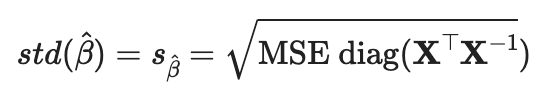 std(β̂) = s_β̂ = √(MSE diag(X^⊤X^−1))